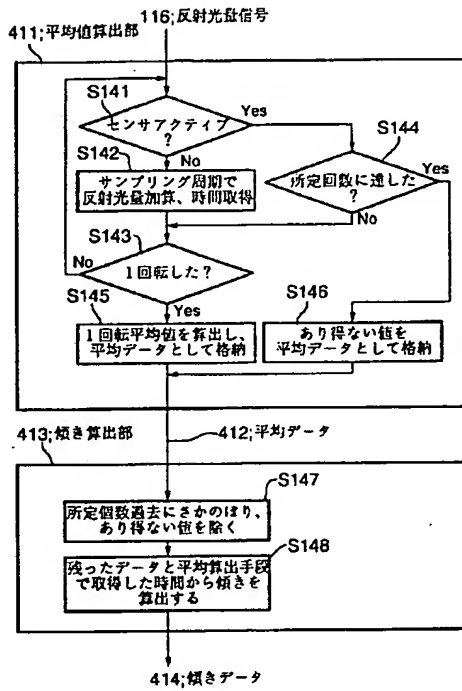 116;反射光量信号
411;平均値算出部
S141
センサアクティブ
?
Yes
No
S142
サンプリング周期で
反射光量加算、時間取得
S144
所定回数に達した
?
Yes
No
S143
1回転した?
No
Yes
S145
1回転平均値を算出し、
平均データとして格納
S146
あり得ない値を
平均データとして格納
413;傾き算出部
412;平均データ
S147
所定個数過去にさかのぼり、
あり得ない値を除く
S148
残ったデータと平均算出手段
で取得した時間から傾きを
算出する
414;傾きデータ